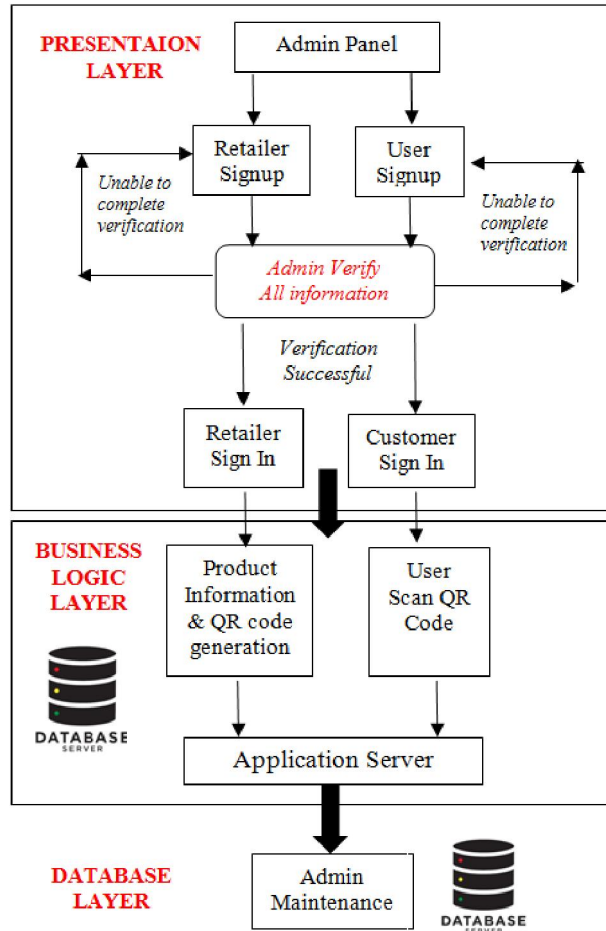 PRESENTAION
LAYER
Admin Panel
Retailer
Signup
User
Signup
Unable to
complete
verification
Unable to
complete
verification
Admin Verify
All information
Verification
Successful
Retailer
Sign In
Customer
Sign In
BUSINESS
LOGIC
LAYER
Product
Information
& QR code
generation
User
Scan QR
Code
DATABASE
SERVER
Application Server
DATABASE
LAYER
Admin
Maintenance
DATABASE
SERVER